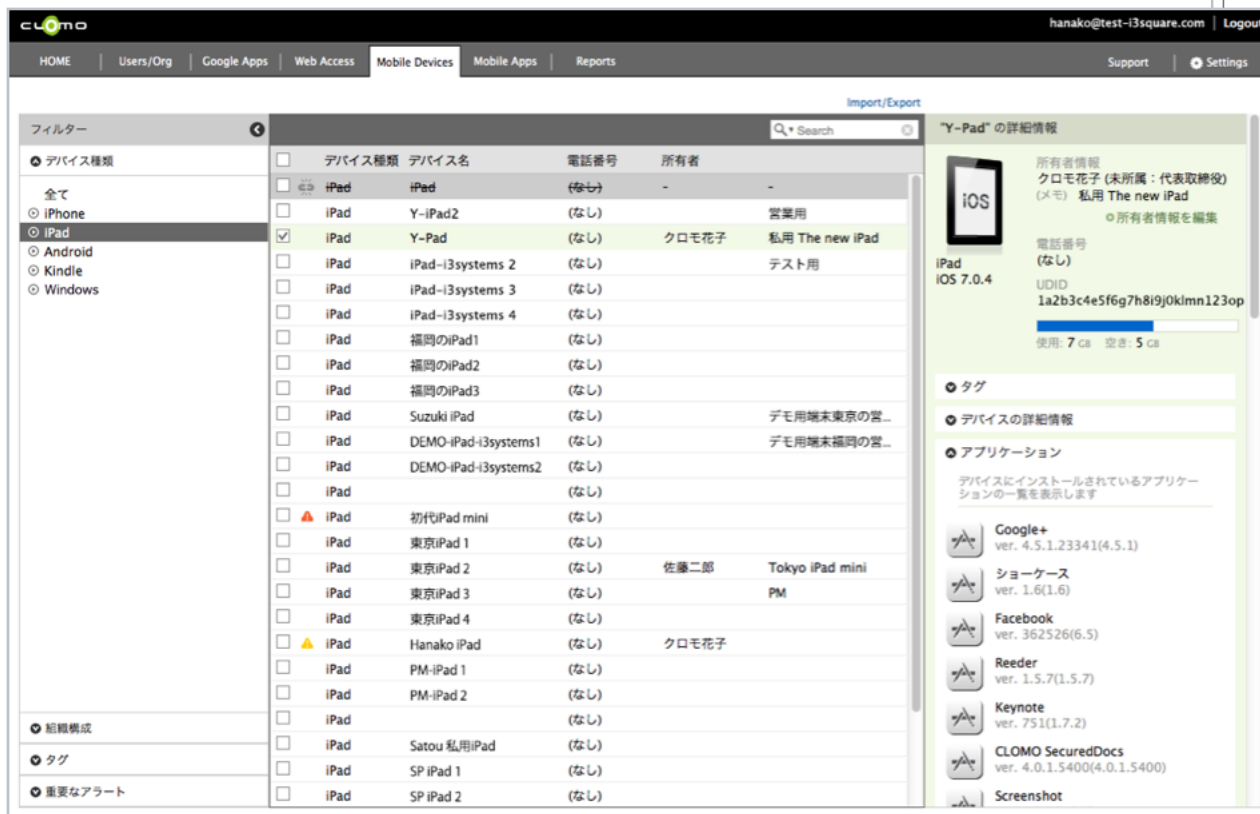 CLOMO
hanako@test-i3square.com | Logout
HOME Users/Org Google Apps Web Access Mobile Devices Mobile Apps Reports Support Settings
Import/Export
フィルター
デバイス種類
全て
iPhone
iPad
Android
Kindle
Windows
組織構成
タグ
重要なアラート
Search
デバイス種類 デバイス名 電話番号 所有者
iPad iPad (なし) - -
iPad Y-iPad2 (なし) 営業用
iPad Y-Pad (なし) クロモ花子 私用 The new iPad
iPad iPad-i3systems 2 (なし) テスト用
iPad iPad-i3systems 3 (なし)
iPad iPad-i3systems 4 (なし)
iPad 福岡のiPad1 (なし)
iPad 福岡のiPad2 (なし)
iPad 福岡のiPad3 (なし)
iPad Suzuki iPad (なし) デモ用端末東京の営...
iPad DEMO-iPad-i3systems1 (なし) デモ用端末福岡の営...
iPad DEMO-iPad-i3systems2 (なし)
iPad (なし)
iPad 初代iPad mini (なし)
iPad 東京iPad 1 (なし)
iPad 東京iPad 2 (なし) 佐藤二郎 Tokyo iPad mini
iPad 東京iPad 3 (なし) PM
iPad 東京iPad 4 (なし)
iPad Hanako iPad (なし) クロモ花子
iPad PM-iPad 1 (なし)
iPad PM-iPad 2 (なし)
iPad (なし)
iPad Satou 私用iPad (なし)
iPad SP iPad 1 (なし)
iPad SP iPad 2 (なし)
"Y-Pad" の詳細情報
iOS
iPad
iOS 7.0.4
所有者情報
クロモ花子 (未所属：代表取締役)
(メモ) 私用 The new iPad
所有者情報を編集
電話番号
(なし)
UDID
1a2b3c4e5f6g7h8i9j0klmn123op
使用: 7 GB 空き: 5 GB
タグ
デバイスの詳細情報
アプリケーション
デバイスにインストールされているアプリケー
ションの一覧を表示します
Google+
ver. 4.5.1.23341(4.5.1)
ショーケース
ver. 1.6(1.6)
Facebook
ver. 362526(6.5)
Reeder
ver. 1.5.7(1.5.7)
Keynote
ver. 751(1.7.2)
CLOMO SecuredDocs
ver. 4.0.1.5400(4.0.1.5400)
Screenshot